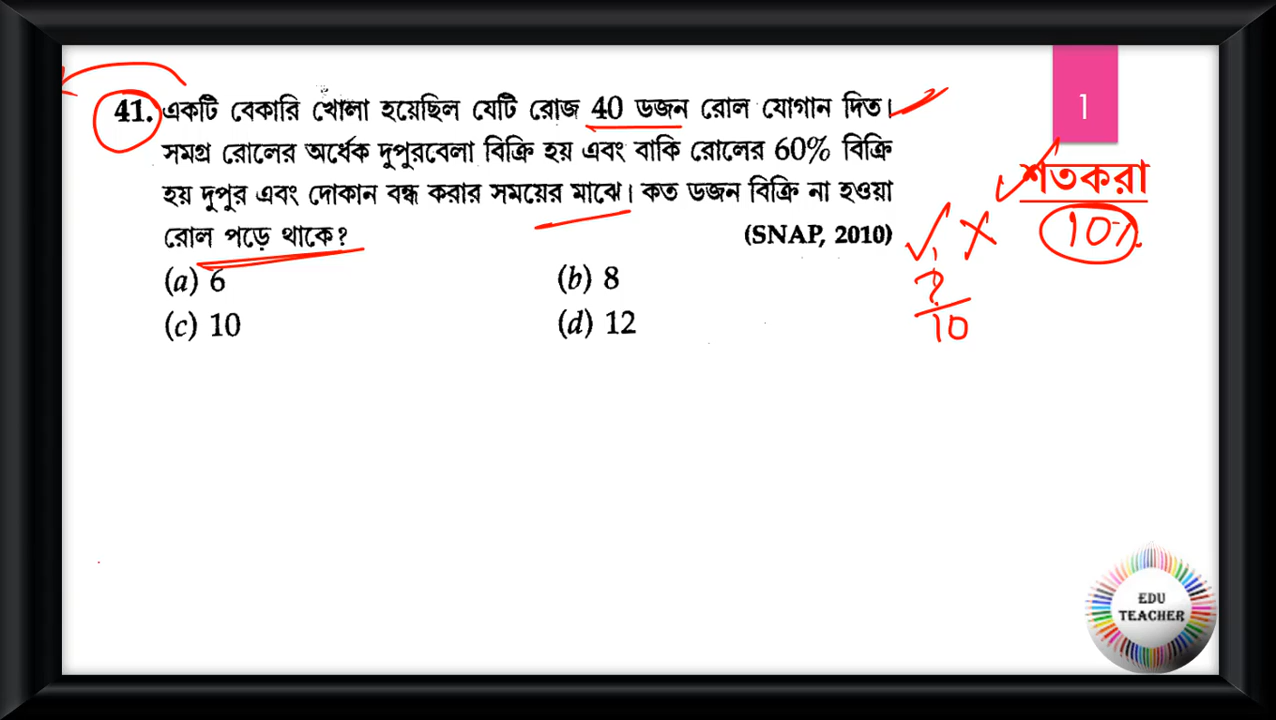 1
41. একটি বেকারি খোলা হয়েছিল যেটি রোজ 40 ডজন রোল যোগান দিত।
সমগ্র রোলের অর্ধেক দুপুরবেলা বিক্রি হয় এবং বাকি রোলের 60% বিক্রি
হয় দুপুর এবং দোকান বন্ধ করার সময়ের মাঝে। কত ডজন বিক্রি না হওয়া
রোল পড়ে থাকে? (SNAP, 2010)
(a) 6 (b) 8
(c) 10 (d) 12
শতকরা
10%
?
10
EDU
TEACHER